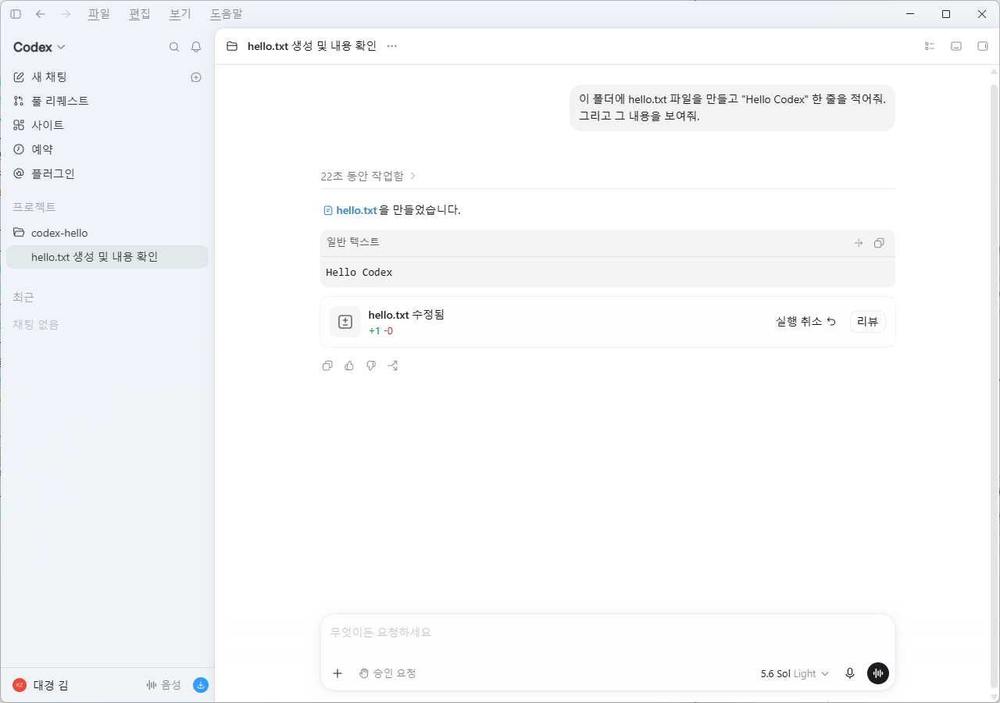 파일 편집 보기 도움말
Codex
새 채팅
풀 리퀘스트
사이트
예약
플러그인
프로젝트
codex-hello
hello.txt 생성 및 내용 확인
최근
채팅 없음
KZ 대경 김
음성
hello.txt 생성 및 내용 확인
이 폴더에 hello.txt 파일을 만들고 "Hello Codex" 한 줄을 적어줘.
그리고 그 내용을 보여줘.
22초 동안 작업함
hello.txt 을 만들었습니다.
일반 텍스트
Hello Codex
hello.txt 수정됨
+1 -0
실행 취소
리뷰
무엇이든 요청하세요
승인 요청
5.6 Sol Light